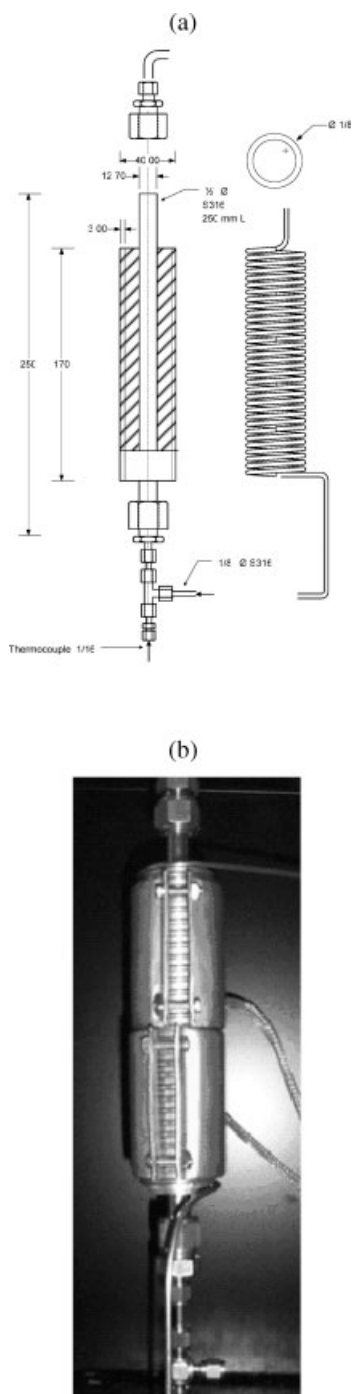 (a)
Ø 1/8
40.00
12.70
½" Ø
S316
250 mm L
3.00
250
170
1/8 Ø S316
Thermocouple 1/16
(b)